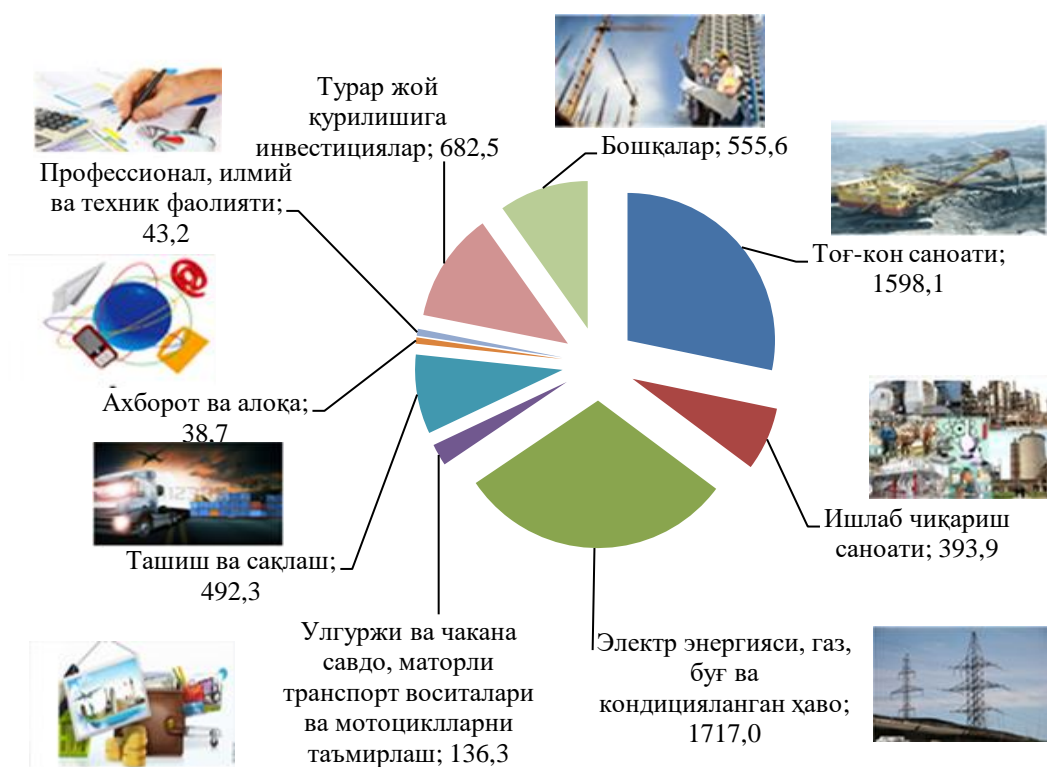 Турар жой
қурилишига
инвестициялар; 682,5
Бошқалар; 555,6
Профессионал, илмий
ва техник фаолияти;
43,2
Тоғ-кон саноати;
1598,1
Ахборот ва алоқа;
38,7
Ишлаб чиқариш
саноати; 393,9
Ташиш ва сақлаш;
492,3
Улгуржи ва чакана
савдо, маторли
транспорт воситалари
ва мотоциклларни
таъмирлаш; 136,3
Электр энергияси, газ,
буғ ва
кондицияланган ҳаво;
1717,0